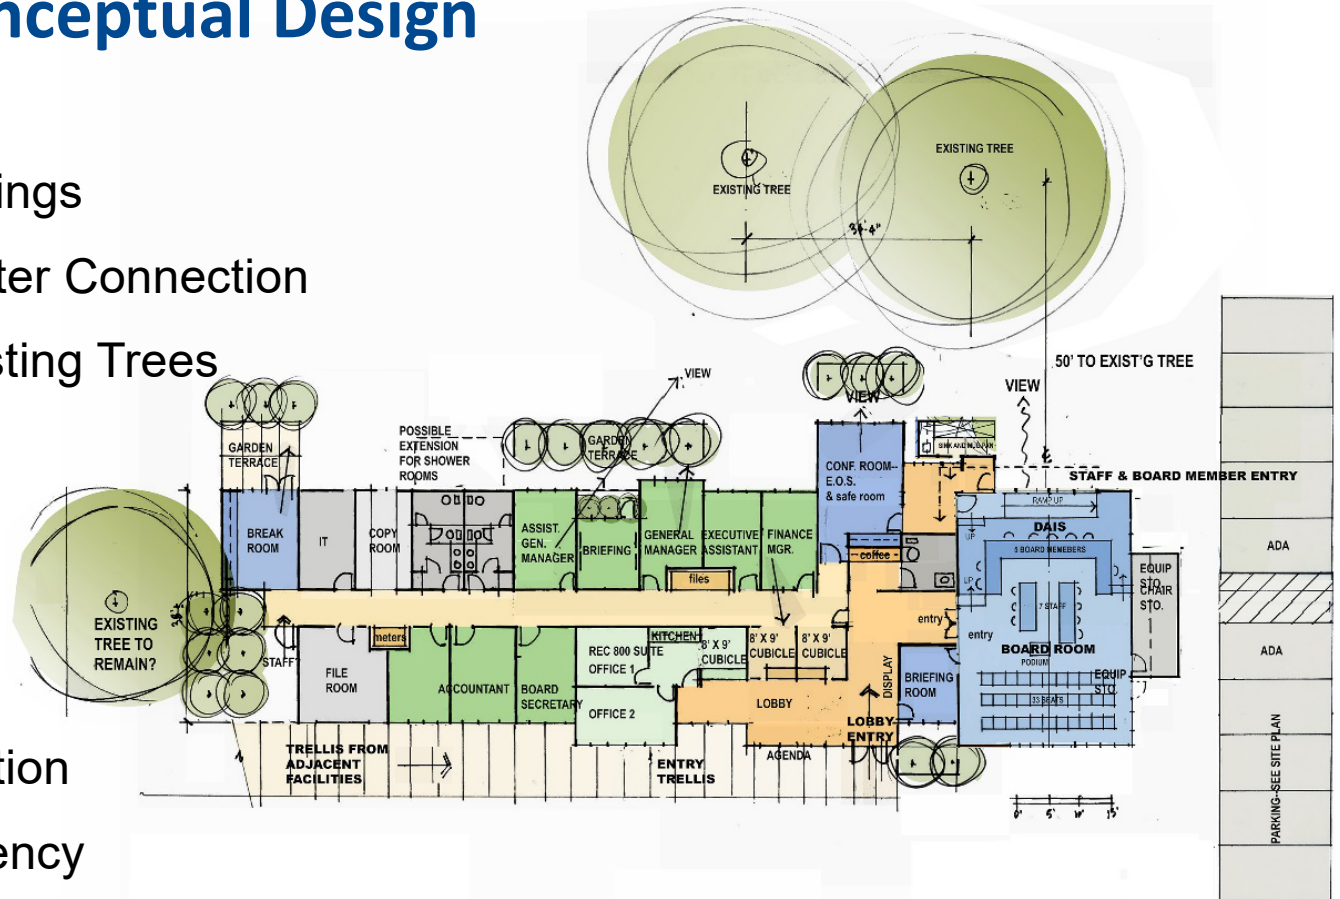 nceptual Design
ings
ter Connection
sting Trees
tion
ency
EXISTING TREE
EXISTING TREE
50' TO EXIST'G TREE
VIEW
VIEW
VIEW
GARDEN
TERRACE
POSSIBLE
EXTENSION
FOR SHOWER
ROOMS
GARDEN
TERRACE
STAFF & BOARD MEMBER ENTRY
CONF. ROOM--
E.O.S.
& safe room
BREAK
ROOM
IT
COPY
ROOM
ASSIST.
GEN.
MANAGER
BRIEFING
GENERAL
MANAGER
EXECUTIVE
ASSISTANT
FINANCE
MGR.
files
coffee
RAMP UP
UP
DAIS
5 BOARD MEMEBERS
UP
7 STAFF
entry
entry
BOARD ROOM
PODIUM
EQUIP
STO.
33 SEATS
EQUIP
STO.
CHAIR
STO.
ADA
ADA
PARKING--SEE SITE PLAN
EXISTING
TREE TO
REMAIN?
STAFF
meters
FILE
ROOM
ACCOUNTANT
BOARD
SECRETARY
REC 800 SUITE
OFFICE 1
KITCHEN
OFFICE 2
8' X 9'
CUBICLE
8' X 9'
CUBICLE
8' X 9'
CUBICLE
LOBBY
DISPLAY
BRIEFING
ROOM
LOBBY
ENTRY
AGENDA
TRELLIS FROM
ADJACENT
FACILITIES
ENTRY
TRELLIS
0' 5' 10' 15'